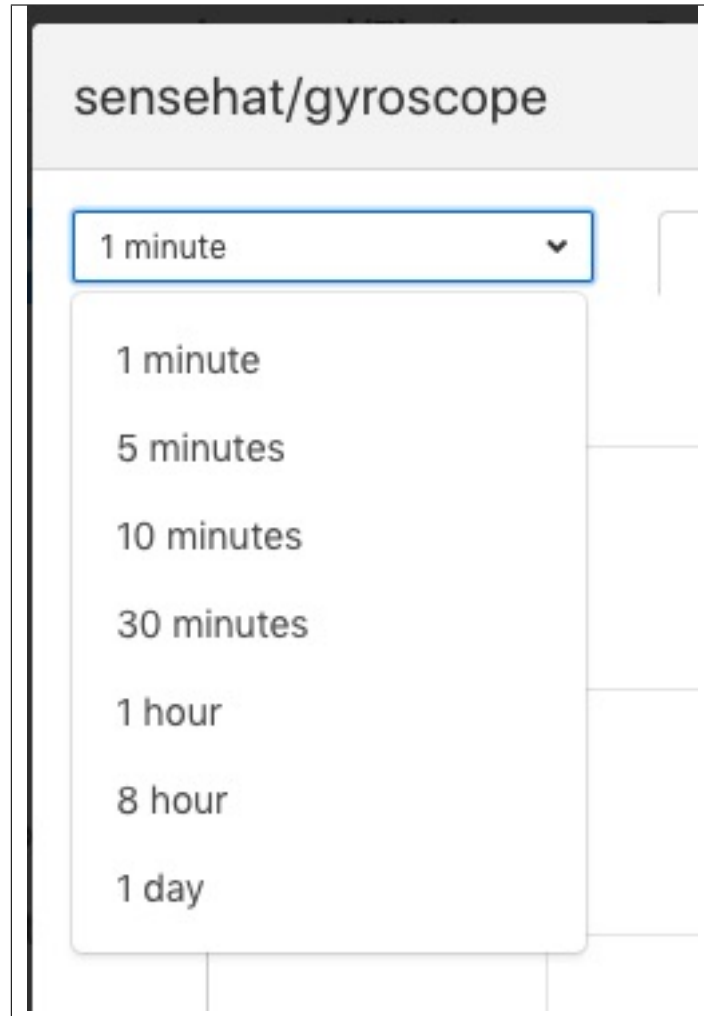 sensehat/gyroscope
1 minute
1 minute
5 minutes
10 minutes
30 minutes
1 hour
8 hour
1 day